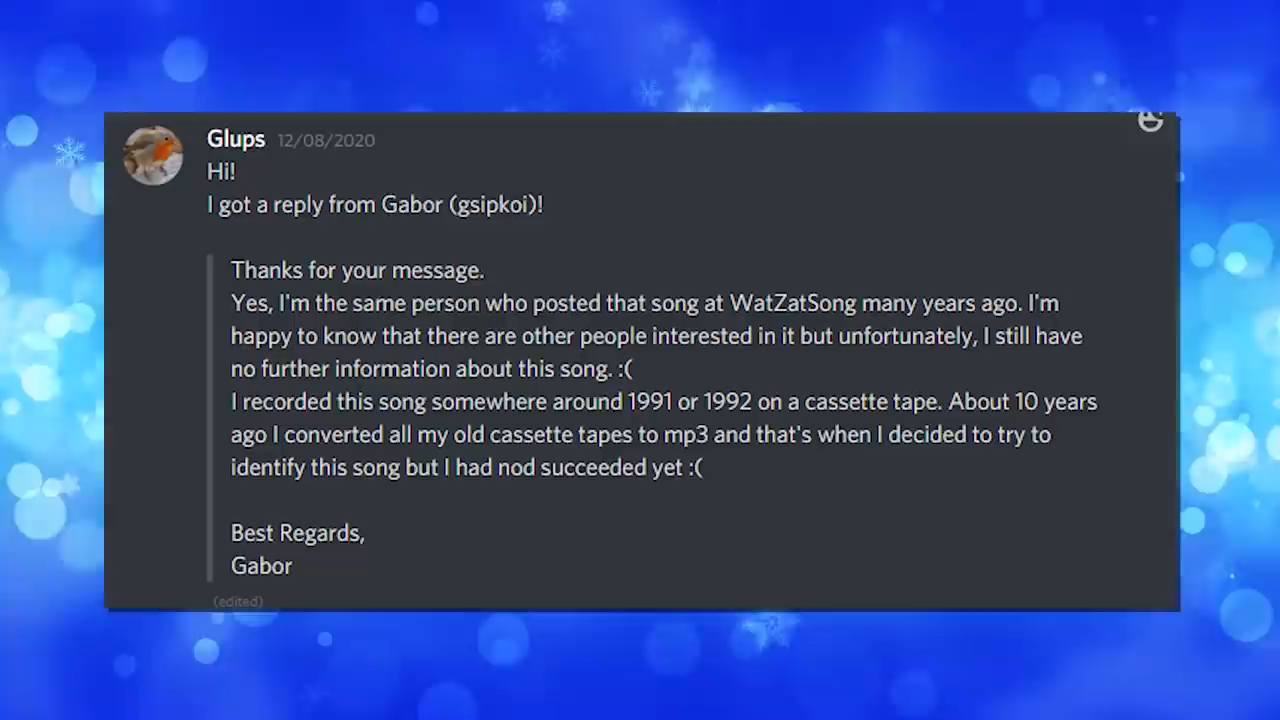 Glups 12/08/2020
Hi!
I got a reply from Gabor (gsipkoi)!
Thanks for your message.
Yes, I'm the same person who posted that song at WatZatSong many years ago. I'm
happy to know that there are other people interested in it but unfortunately, I still have
no further information about this song. :(
I recorded this song somewhere around 1991 or 1992 on a cassette tape. About 10 years
ago I converted all my old cassette tapes to mp3 and that's when I decided to try to
identify this song but I had nod succeeded yet :(
Best Regards,
Gabor
(edited)